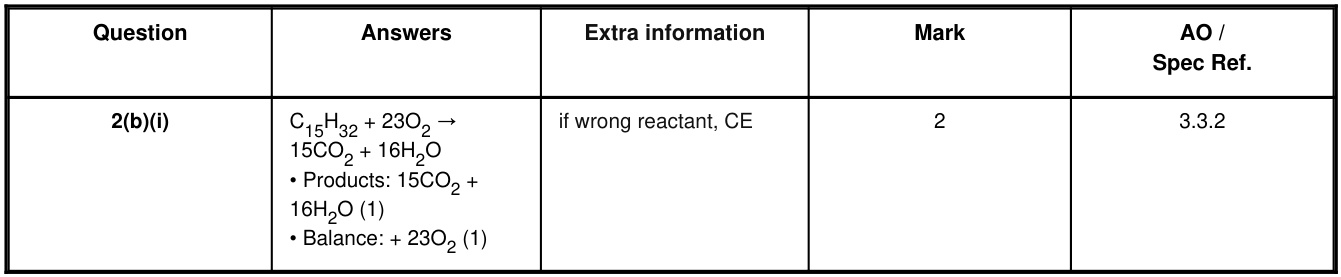 Question Answers Extra information Mark AO /
Spec Ref.
2(b)(i) C₁₅H₃₂ + 23O₂ → if wrong reactant, CE 2 3.3.2
15CO₂ + 16H₂O
• Products: 15CO₂ +
16H₂O (1)
• Balance: + 23O₂ (1)